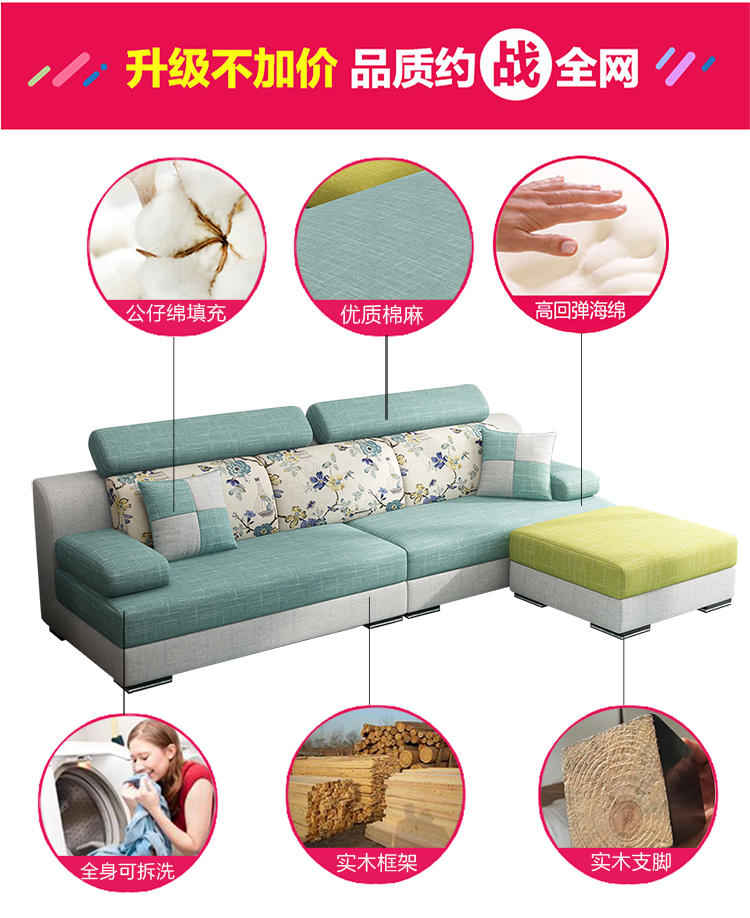 升级不加价 品质约战全网
公仔绵填充
优质棉麻
高回弹海绵
全身可拆洗
实木框架
实木支脚